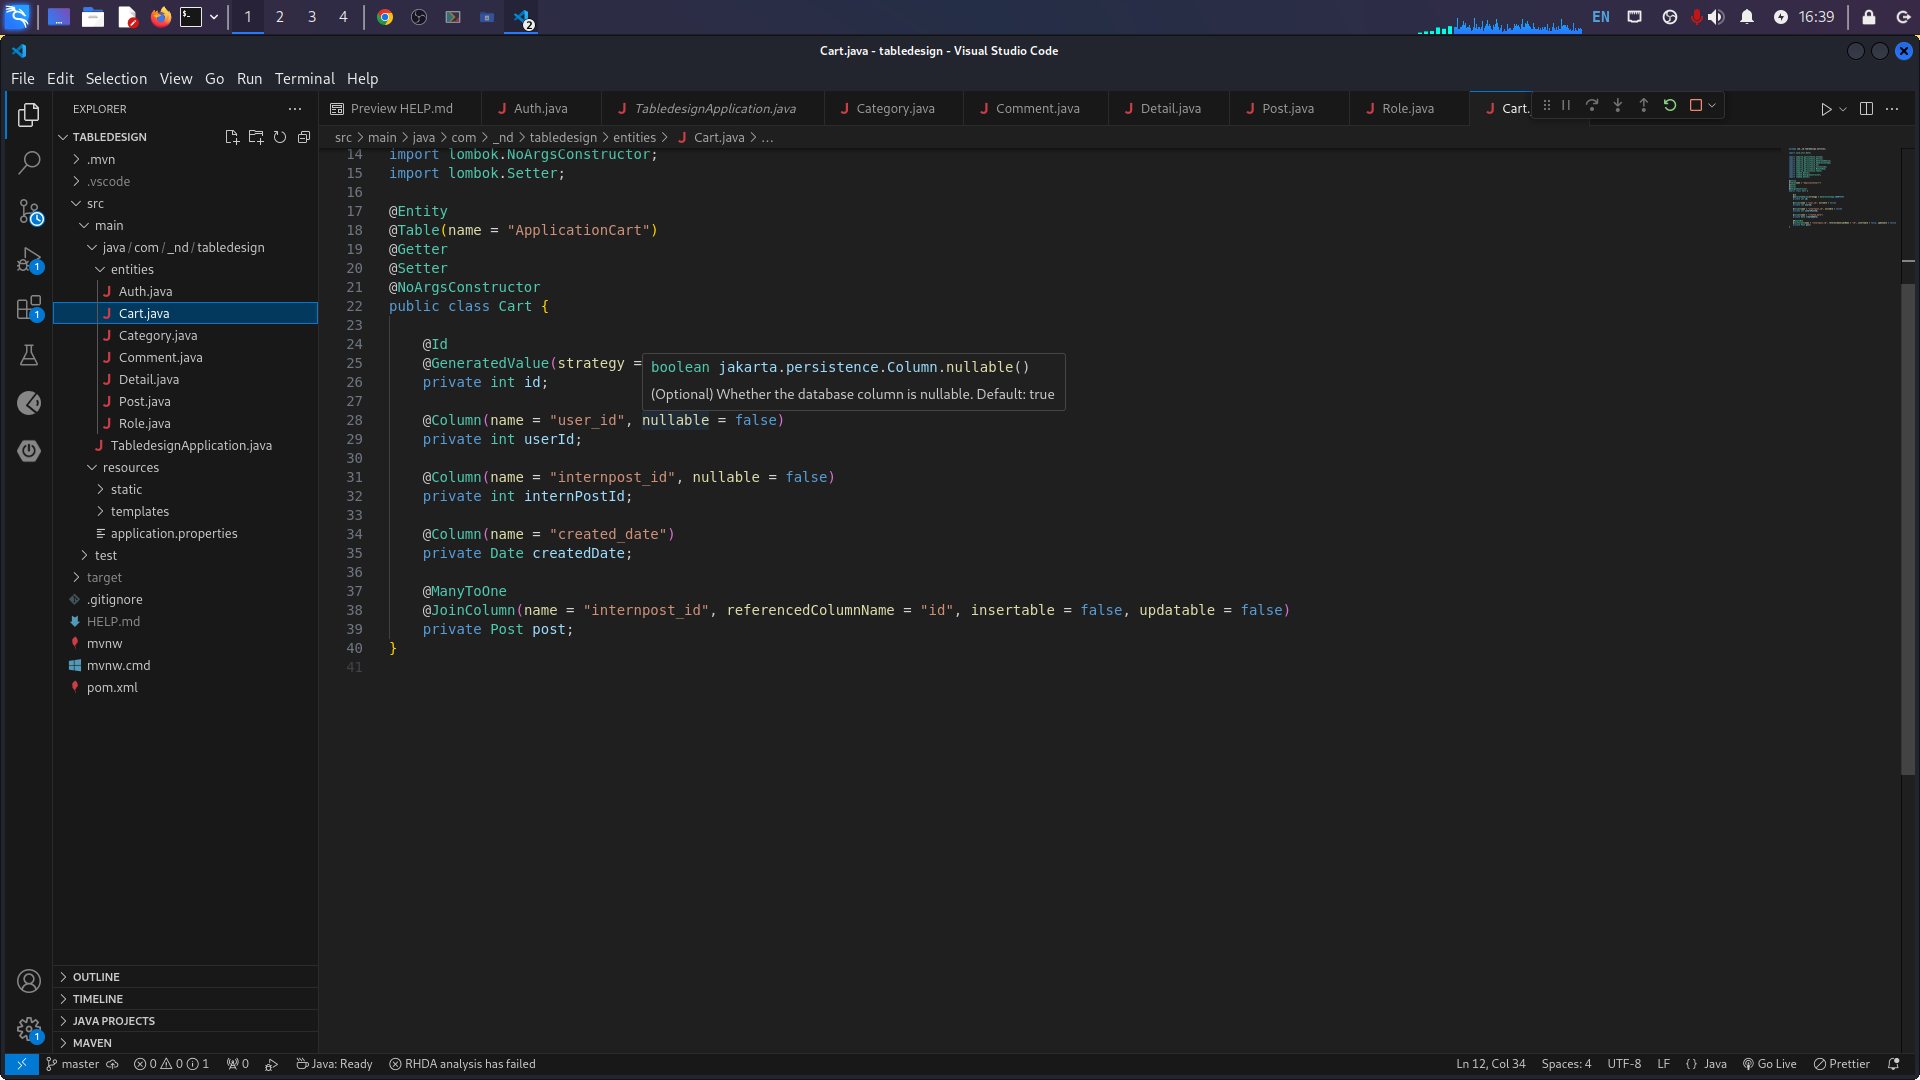 1 2 3 4
2
EN
16:39
Cart.java - tabledesign - Visual Studio Code
File Edit Selection View Go Run Terminal Help
EXPLORER
Preview HELP.md
Auth.java
TabledesignApplication.java
Category.java
Comment.java
Detail.java
Post.java
Role.java
Cart.
TABLEDESIGN
src > main > java > com > _nd > tabledesign > entities > Cart.java > ...
.mvn
.vscode
src
main
java / com / _nd / tabledesign
entities
Auth.java
Cart.java
Category.java
Comment.java
Detail.java
Post.java
Role.java
TabledesignApplication.java
resources
static
templates
application.properties
test
target
.gitignore
HELP.md
mvnw
mvnw.cmd
pom.xml
1
1
1
14 import lombok.NoArgsConstructor;
15 import lombok.Setter;
16
17 @Entity
18 @Table(name = "ApplicationCart")
19 @Getter
20 @Setter
21 @NoArgsConstructor
22 public class Cart {
23
24 @Id
25 @GeneratedValue(strategy =
boolean jakarta.persistence.Column.nullable()
(Optional) Whether the database column is nullable. Default: true
26 private int id;
27
28 @Column(name = "user_id", nullable = false)
29 private int userId;
30
31 @Column(name = "internpost_id", nullable = false)
32 private int internPostId;
33
34 @Column(name = "created_date")
35 private Date createdDate;
36
37 @ManyToOne
38 @JoinColumn(name = "internpost_id", referencedColumnName = "id", insertable = false, updatable = false)
39 private Post post;
40 }
41
OUTLINE
TIMELINE
JAVA PROJECTS
MAVEN
master
0 0 1
0
Java: Ready
RHDA analysis has failed
Ln 12, Col 34
Spaces: 4
UTF-8
LF
{ } Java
Go Live
Prettier